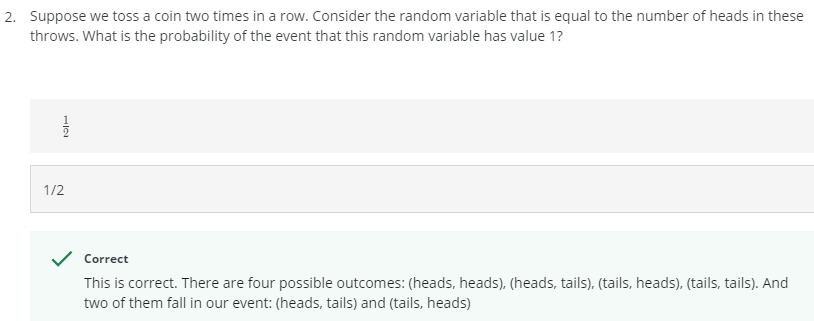 2. Suppose we toss a coin two times in a row. Consider the random variable that is equal to the number of heads in these
throws. What is the probability of the event that this random variable has value 1?
1
2
1/2
Correct
This is correct. There are four possible outcomes: (heads, heads), (heads, tails), (tails, heads), (tails, tails). And
two of them fall in our event: (heads, tails) and (tails, heads)